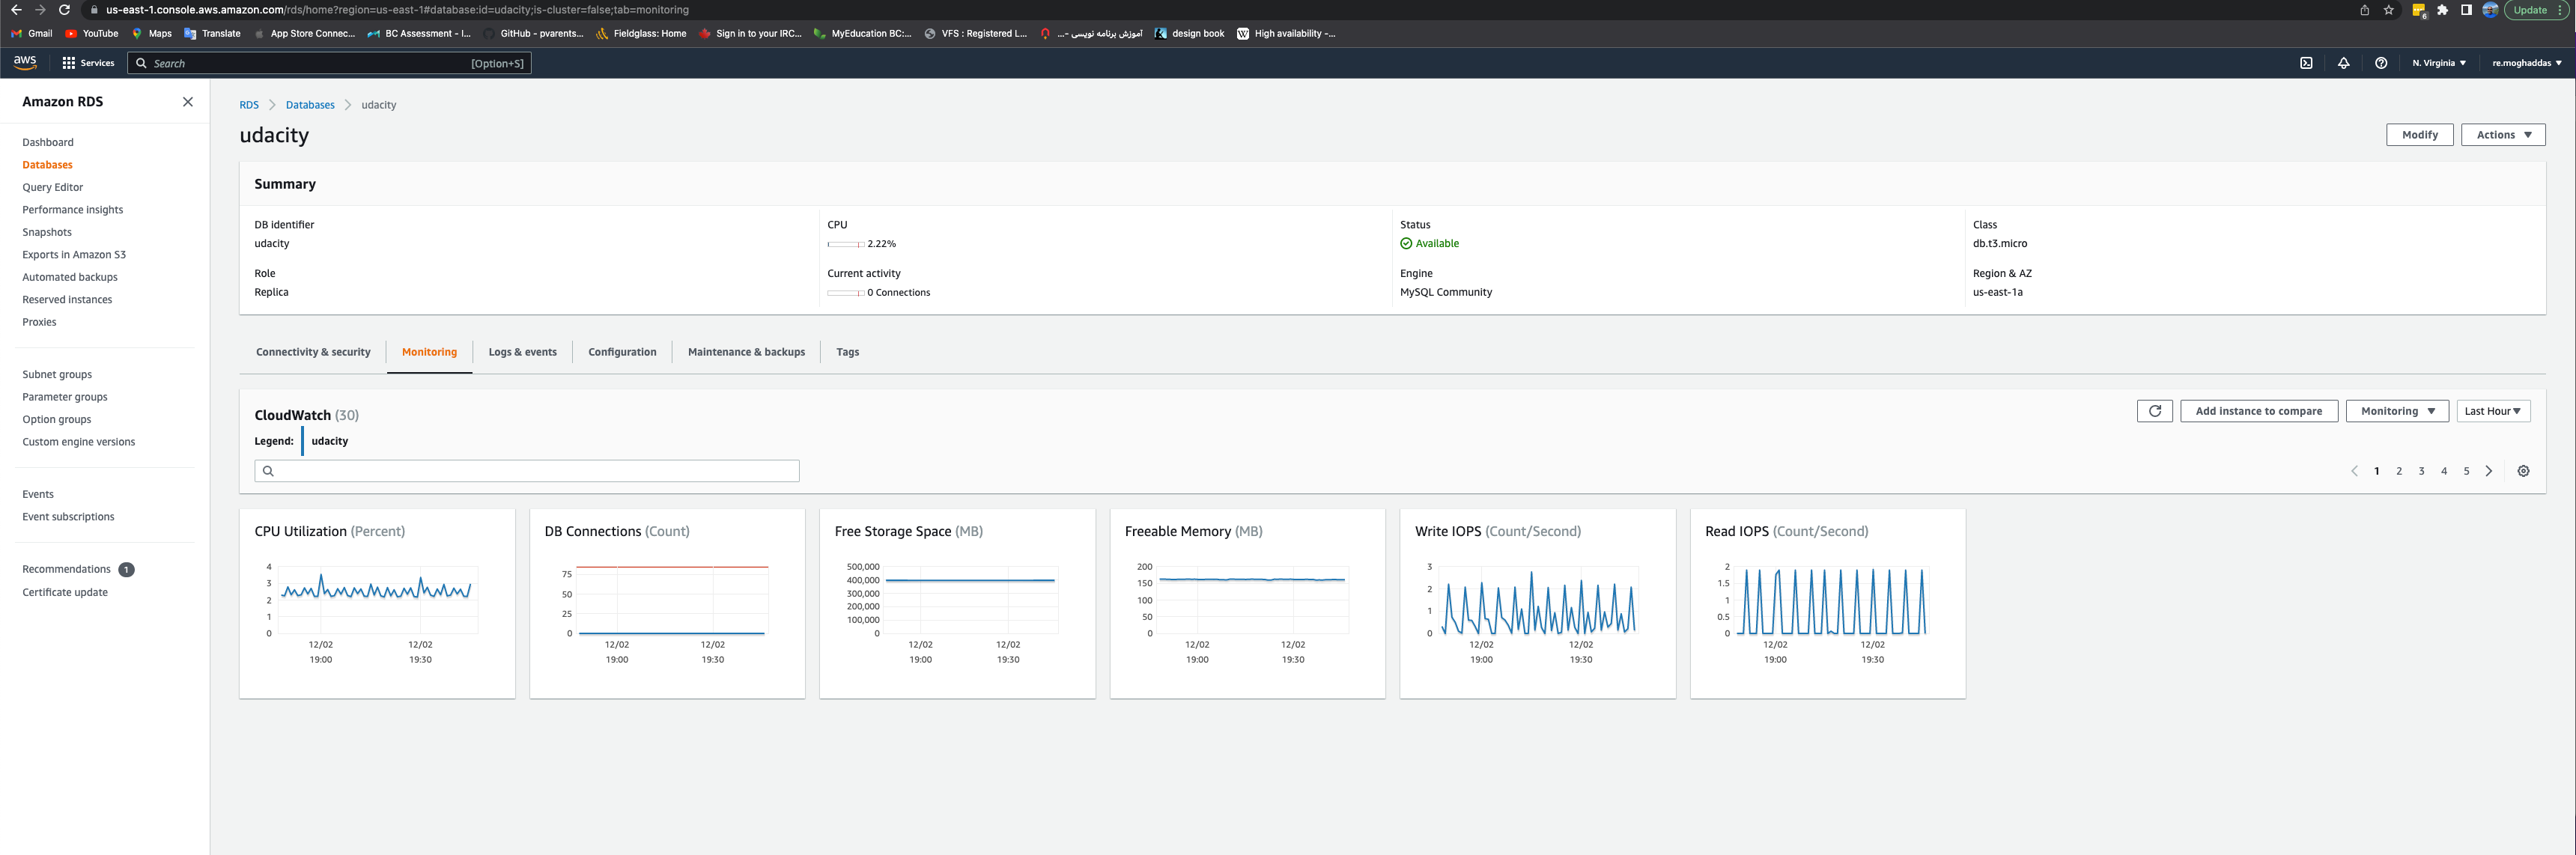 us-east-1.console.aws.amazon.com/rds/home?region=us-east-1#database:id=udacity;is-cluster=false;tab=monitoring
6
Update
Gmail YouTube Maps Translate App Store Connec... BC Assessment - I... GitHub - pvarents... Fieldglass: Home Sign in to your IRC... MyEducation BC:... VFS : Registered L... آموزش برنامه نویسی -... design book High availability -...
aws Services Search [Option+S] N. Virginia re.moghaddas
Amazon RDS
Dashboard
Databases
Query Editor
Performance insights
Snapshots
Exports in Amazon S3
Automated backups
Reserved instances
Proxies
Subnet groups
Parameter groups
Option groups
Custom engine versions
Events
Event subscriptions
Recommendations 1
Certificate update
RDS Databases udacity
udacity
Modify Actions
Summary
DB identifier
udacity
Role
Replica
CPU
2.22%
Current activity
0 Connections
Status
Available
Engine
MySQL Community
Class
db.t3.micro
Region & AZ
us-east-1a
Connectivity & security Monitoring Logs & events Configuration Maintenance & backups Tags
CloudWatch (30)
Add instance to compare Monitoring Last Hour
Legend: udacity
1 2 3 4 5
CPU Utilization (Percent)
4
3
2
1
0
12/02 12/02
19:00 19:30
DB Connections (Count)
75
50
25
0
12/02 12/02
19:00 19:30
Free Storage Space (MB)
500,000
400,000
300,000
200,000
100,000
0
12/02 12/02
19:00 19:30
Freeable Memory (MB)
200
150
100
50
0
12/02 12/02
19:00 19:30
Write IOPS (Count/Second)
3
2
1
0
12/02 12/02
19:00 19:30
Read IOPS (Count/Second)
2
1.5
1
0.5
0
12/02 12/02
19:00 19:30